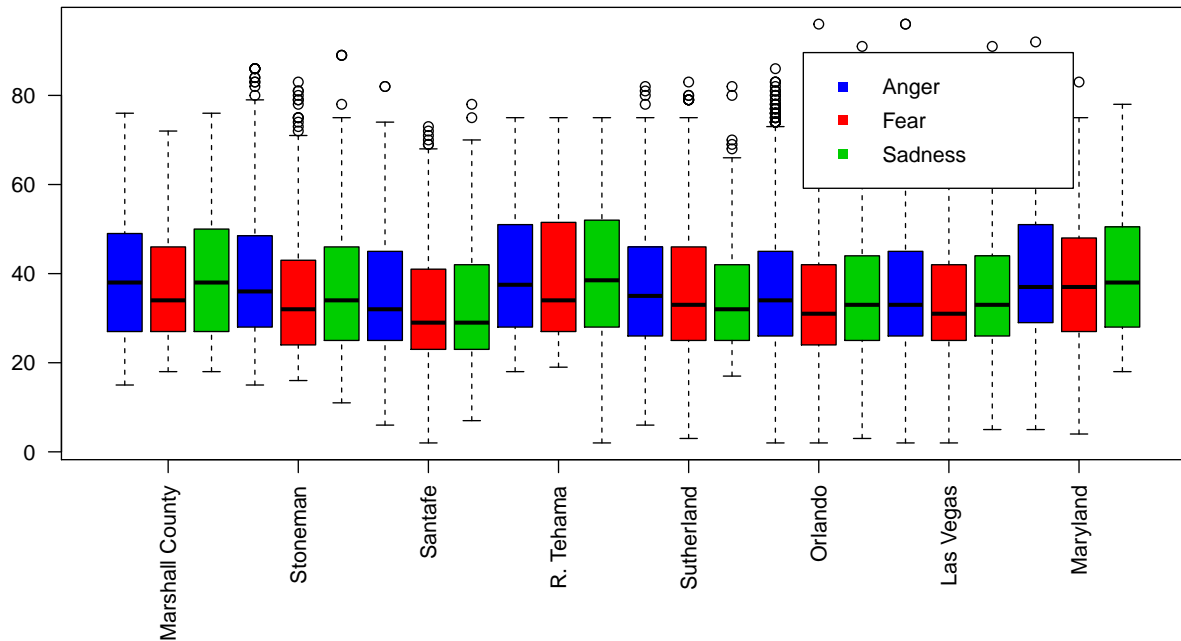 80
60
40
20
0
Anger
Fear
Sadness
Marshall County
Stoneman
Santafe
R. Tehama
Sutherland
Orlando
Las Vegas
Maryland